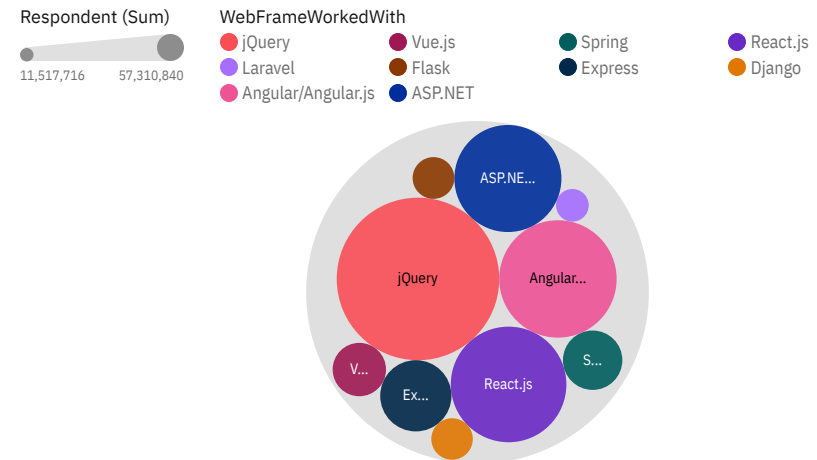 Respondent (Sum)
11,517,716 57,310,840
WebFrameWorkedWith
jQuery Vue.js Spring React.js
Laravel Flask Express Django
Angular/Angular.js ASP.NET
ASP.NE...
jQuery Angular...
S...
V...
React.js
Ex...